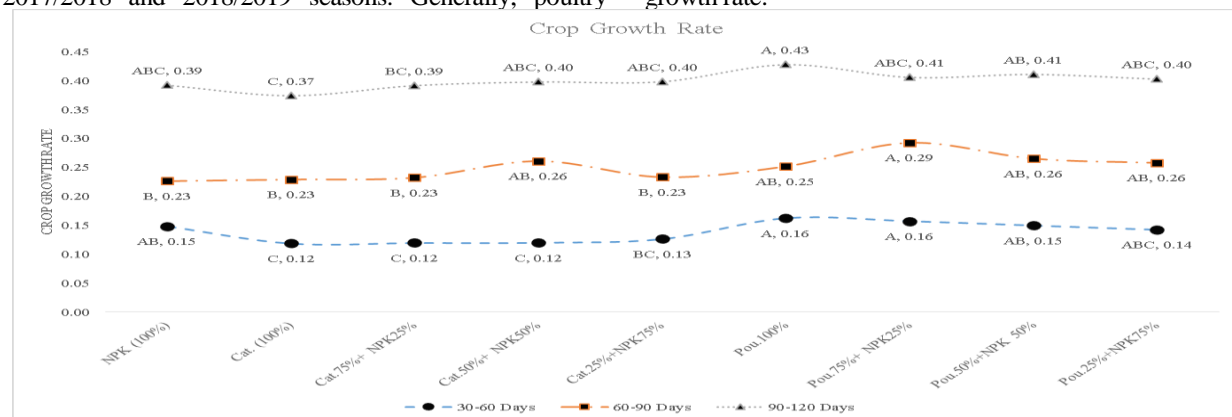 2017/2018 and 2018/2019 seasons. Generally, poultry growth rate.
Crop Growth Rate
CROP GROWTH RATE
0.45
0.40
0.35
0.30
0.25
0.20
0.15
0.10
0.05
0.00
ABC, 0.39
C, 0.37
BC, 0.39
ABC, 0.40
ABC, 0.40
A, 0.43
ABC, 0.41
AB, 0.41
ABC, 0.40
B, 0.23
B, 0.23
B, 0.23
AB, 0.26
B, 0.23
AB, 0.25
A, 0.29
AB, 0.26
AB, 0.26
AB, 0.15
C, 0.12
C, 0.12
C, 0.12
BC, 0.13
A, 0.16
A, 0.16
AB, 0.15
ABC, 0.14
NPK (100%)
Cat. (100%)
Cat.75%+ NPK25%
Cat.50%+ NPK50%
Cat.25%+NPK75%
Pou.100%
Pou.75%+ NPK25%
Pou.50%+NPK 50%
Pou.25%+NPK75%
30-60 Days
60-90 Days
90-120 Days